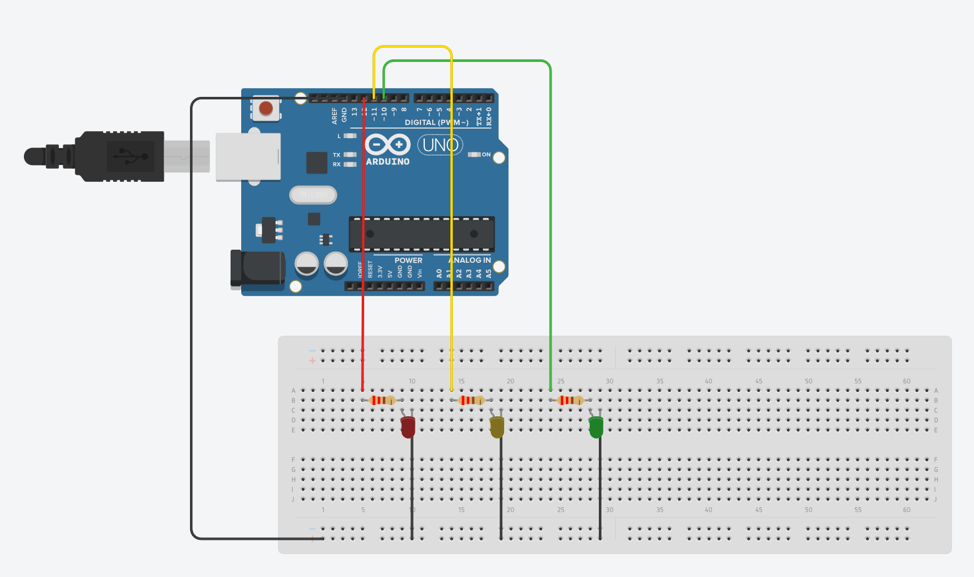 AREF
GND
13
~11
~10
~9
8
7
~6
~5
4
~3
2
TX→1
RX←0
DIGITAL (PWM~)
L
TX
RX
ARDUINO
UNO
ON
POWER
ANALOG IN
RESET
3.3V
5V
GND
GND
Vin
A0
A1
A2
A3
A4
A5
1 10 15 20 25 30 35 40 45 50 55 60
A A
B B
C C
D D
E E
F F
G G
H H
I I
J J
1 5 10 15 20 25 30 35 40 45 50 55 60